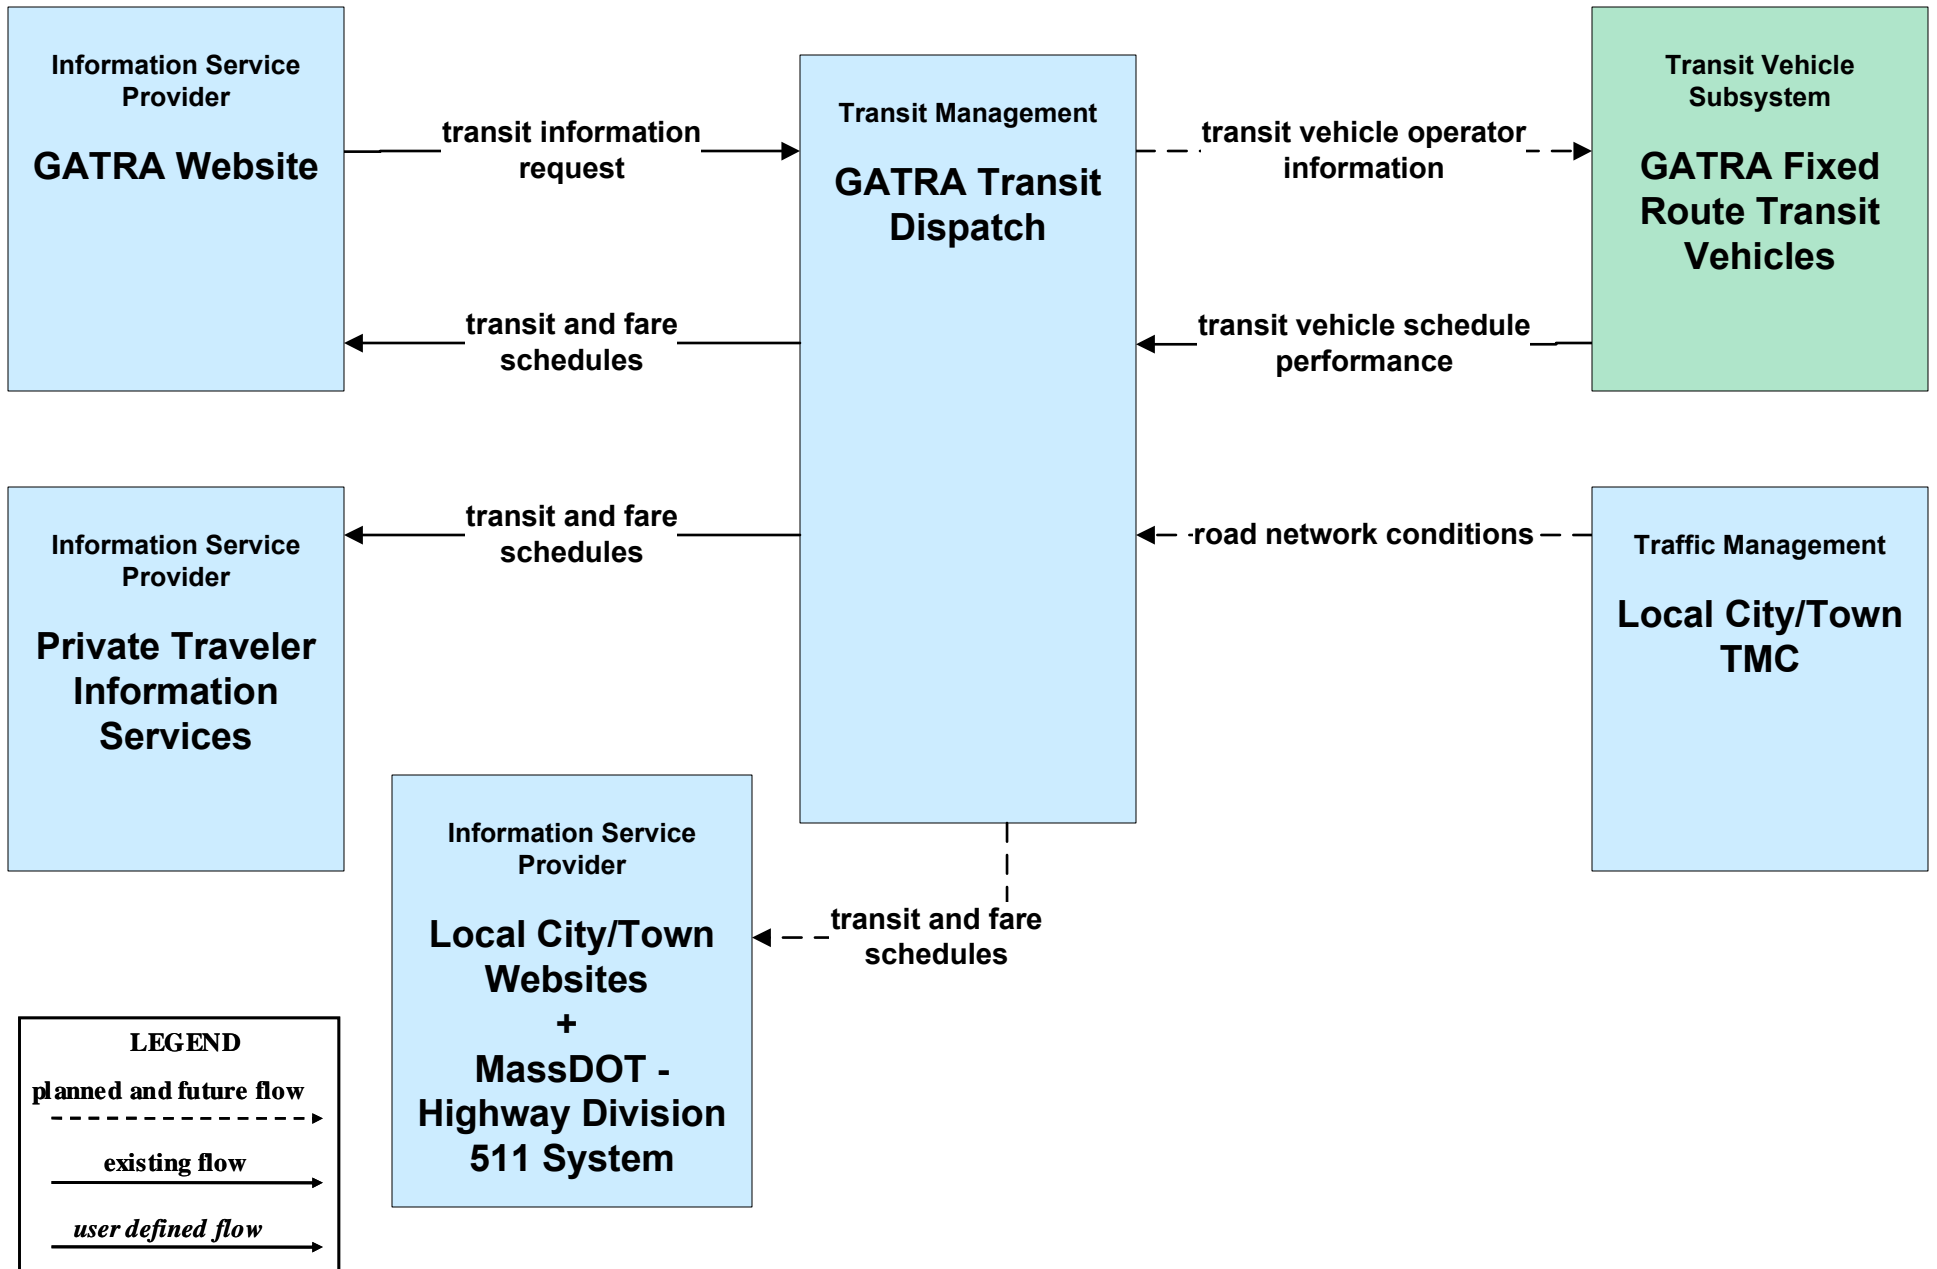 Information Service
Provider
GATRA Website
transit information
request
transit and fare
schedules
Transit Management
GATRA Transit
Dispatch
transit vehicle operator
information
transit vehicle schedule
performance
Transit Vehicle
Subsystem
GATRA Fixed
Route Transit
Vehicles
Information Service
Provider
Private Traveler
Information
Services
transit and fare
schedules
road network conditions
Traffic Management
Local City/Town
TMC
Information Service
Provider
Local City/Town
Websites
+
MassDOT -
Highway Division
511 System
transit and fare
schedules
LEGEND
planned and future flow
existing flow
user defined flow